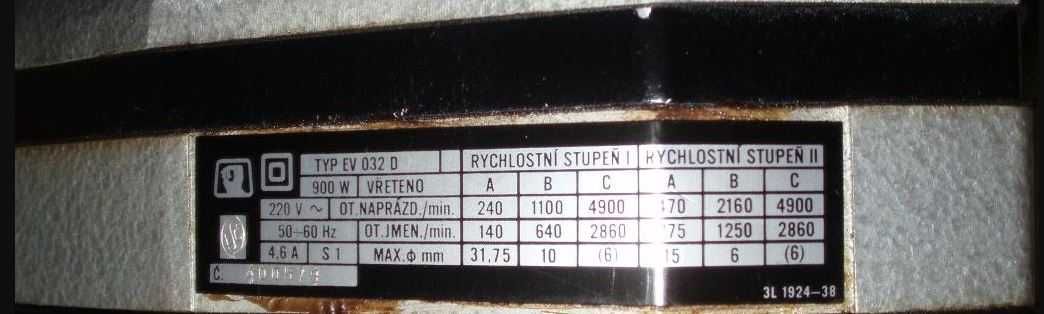 TYP EV 032 D RYCHLOSTNÍ STUPEŇ I RYCHLOSTNÍ STUPEŇ II
900 W VŘETENO A B C A B C
220 V ~ OT.NAPRÁZD./min. 240 1100 4900 470 2160 4900
50–60 Hz OT.JMEN./min. 140 640 2860 275 1250 2860
4,6 A S 1 MAX.ϕ mm 31,75 10 (6) 15 6 (6)
Č.
3L 1924–38